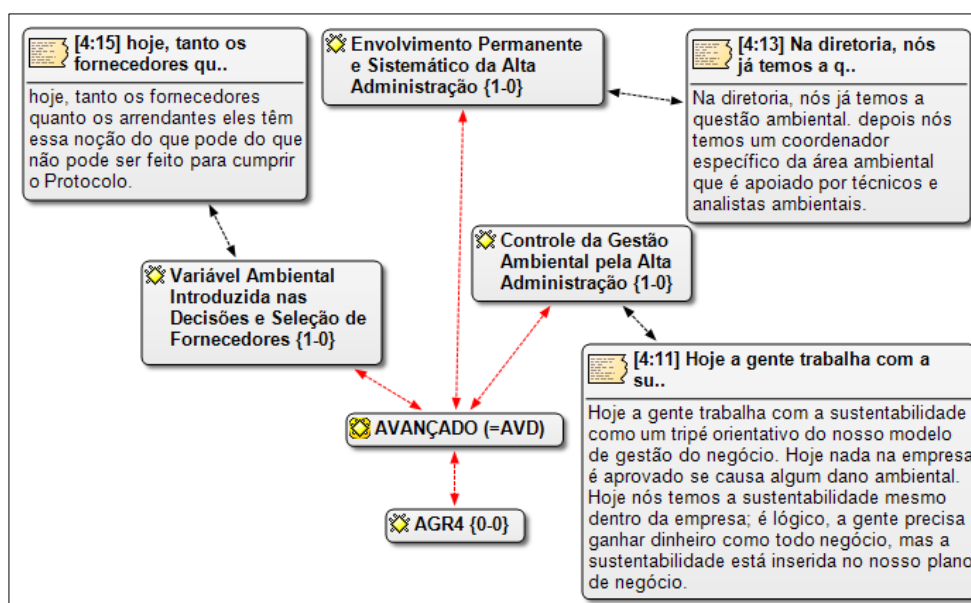 [4:15] hoje, tanto os
fornecedores qu..
hoje, tanto os fornecedores
quanto os arrendantes eles têm
essa noção do que pode do que
não pode ser feito para cumprir
o Protocolo.
Envolvimento Permanente
e Sistemático da Alta
Administração {1-0}
[4:13] Na diretoria, nós
já temos a q..
Na diretoria, nós já temos a
questão ambiental. depois nós
temos um coordenador
específico da área ambiental
que é apoiado por técnicos e
analistas ambientais.
Controle da Gestão
Ambiental pela Alta
Administração {1-0}
Variável Ambiental
Introduzida nas
Decisões e Seleção de
Fornecedores {1-0}
[4:11] Hoje a gente trabalha com a
su..
Hoje a gente trabalha com a sustentabilidade
como um tripé orientativo do nosso modelo
de gestão do negócio. Hoje nada na empresa
é aprovado se causa algum dano ambiental.
Hoje nós temos a sustentabilidade mesmo
dentro da empresa; é lógico, a gente precisa
ganhar dinheiro como todo negócio, mas a
sustentabilidade está inserida no nosso plano
de negócio.
AVANÇADO (=AVD)
AGR4 {0-0}